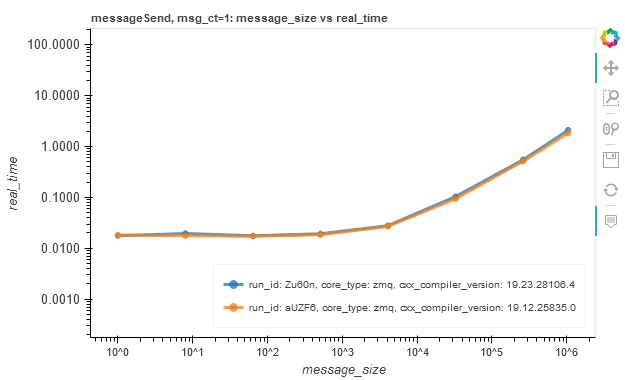 messageSend, msg_ct=1: message_size vs real_time
100.0000
10.0000
1.0000
0.1000
0.0100
0.0010
real_time
run_id: Zu60n, core_type: zmq, cxx_compiler_version: 19.23.28106.4
run_id: aUZF6, core_type: zmq, cxx_compiler_version: 19.12.25835.0
10^0 10^1 10^2 10^3 10^4 10^5 10^6
message_size